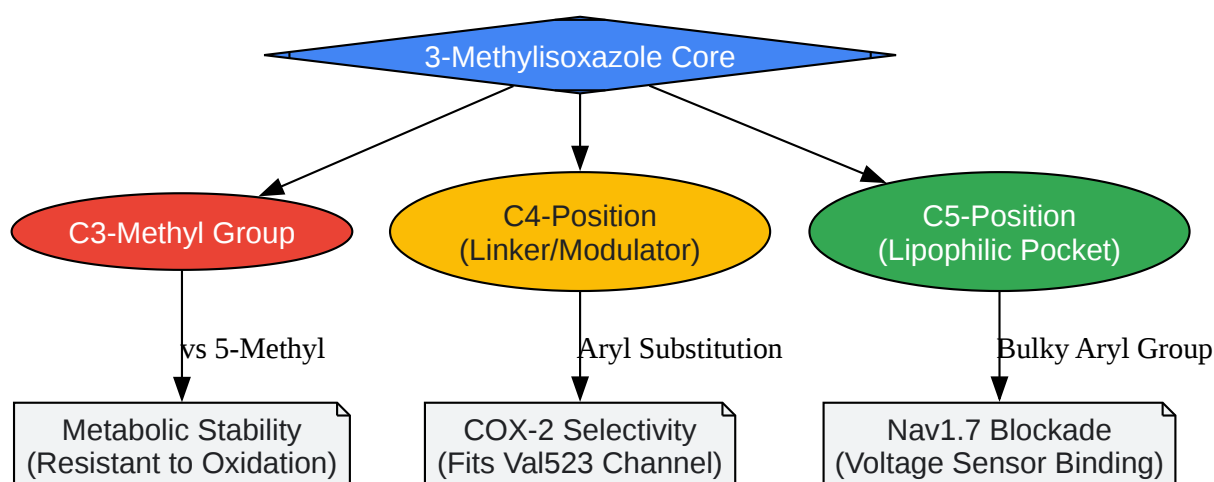 3-Methylisoxazole Core
C3-Methyl Group
C4-Position
(Linker/Modulator)
C5-Position
(Lipophilic Pocket)
vs 5-Methyl
Aryl Substitution
Bulky Aryl Group
Metabolic Stability
(Resistant to Oxidation)
COX-2 Selectivity
(Fits Val523 Channel)
Nav1.7 Blockade
(Voltage Sensor Binding)